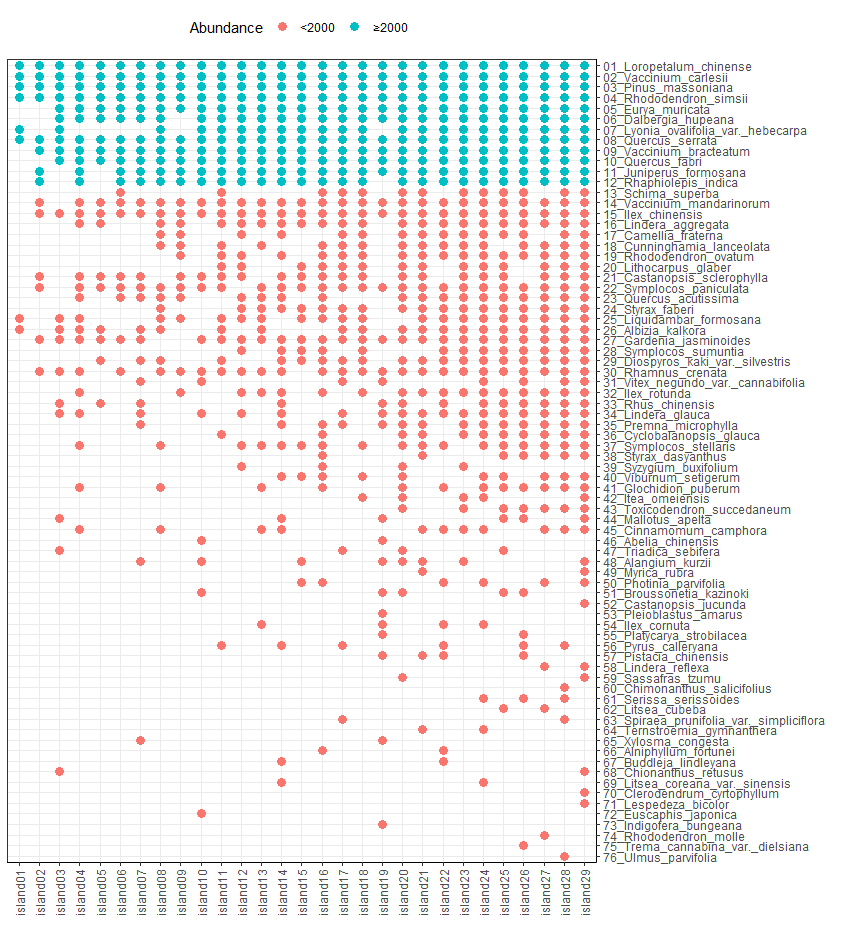 Abundance <2000 ≥2000
01_Loropetalum_chinense
02_Vaccinium_carlesii
03_Pinus_massoniana
04_Rhododendron_simsii
05_Eurya_muricata
06_Dalbergia_hupeana
07_Lyonia_ovalifolia_var._hebecarpa
08_Quercus_serrata
09_Vaccinium_bracteatum
10_Quercus_fabri
11_Juniperus_formosana
12_Rhaphiolepis_indica
13_Schima_superba
14_Vaccinium_mandarinorum
15_Ilex_chinensis
16_Lindera_aggregata
17_Camellia_fraterna
18_Cunninghamia_lanceolata
19_Rhododendron_ovatum
20_Lithocarpus_glaber
21_Castanopsis_sclerophylla
22_Symplocos_paniculata
23_Quercus_acutissima
24_Styrax_faberi
25_Liquidambar_formosana
26_Albizia_kalkora
27_Gardenia_jasminoides
28_Symplocos_sumuntia
29_Diospyros_kaki_var._silvestris
30_Rhamnus_crenata
31_Vitex_negundo_var._cannabifolia
32_Ilex_rotunda
33_Rhus_chinensis
34_Lindera_glauca
35_Premna_microphylla
36_Cyclobalanopsis_glauca
37_Symplocos_stellaris
38_Styrax_dasyanthus
39_Syzygium_buxifolium
40_Viburnum_setigerum
41_Glochidion_puberum
42_Itea_omeiensis
43_Toxicodendron_succedaneum
44_Mallotus_apelta
45_Cinnamomum_camphora
46_Abelia_chinensis
47_Triadica_sebifera
48_Alangium_kurzii
49_Myrica_rubra
50_Photinia_parvifolia
51_Broussonetia_kazinoki
52_Castanopsis_jucunda
53_Pleioblastus_amarus
54_Ilex_cornuta
55_Platycarya_strobilacea
56_Pyrus_calleryana
57_Pistacia_chinensis
58_Lindera_reflexa
59_Sassafras_tzumu
60_Chimonanthus_salicifolius
61_Serissa_serissoides
62_Litsea_cubeba
63_Spiraea_prunifolia_var._simpliciflora
64_Ternstroemia_gymnanthera
65_Xylosma_congesta
66_Alniphyllum_fortunei
67_Buddleja_lindleyana
68_Chionanthus_retusus
69_Litsea_coreana_var._sinensis
70_Clerodendrum_cyrtophyllum
71_Lespedeza_bicolor
72_Euscaphis_japonica
73_Indigofera_bungeana
74_Rhododendron_molle
75_Trema_cannabina_var._dielsiana
76_Ulmus_parvifolia
island01
island02
island03
island04
island05
island06
island07
island08
island09
island10
island11
island12
island13
island14
island15
island16
island17
island18
island19
island20
island21
island22
island23
island24
island25
island26
island27
island28
island29